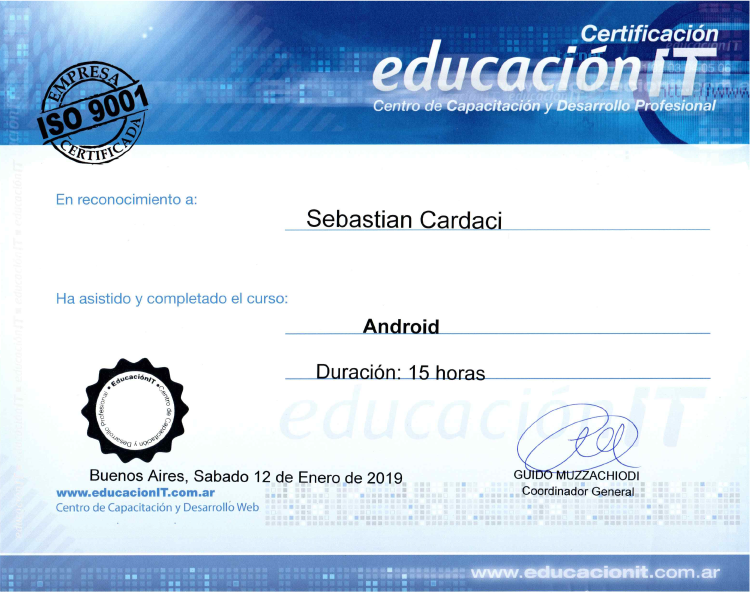 Certificación
educaciónIT
Centro de Capacitación y Desarrollo Profesional
EMPRESA
ISO 9001
CERTIFICADA
En reconocimiento a:
Sebastian Cardaci
Ha asistido y completado el curso:
Android
Duración: 15 horas
EducaciónIT
Centro de Capacitación y Desarrollo Profesional
educaciónIT
Buenos Aires, Sabado 12 de Enero de 2019
www.educacionIT.com.ar
Centro de Capacitación y Desarrollo Web
GUIDO MUZZACHIODI
Coordinador General
www.educacionit.com.ar